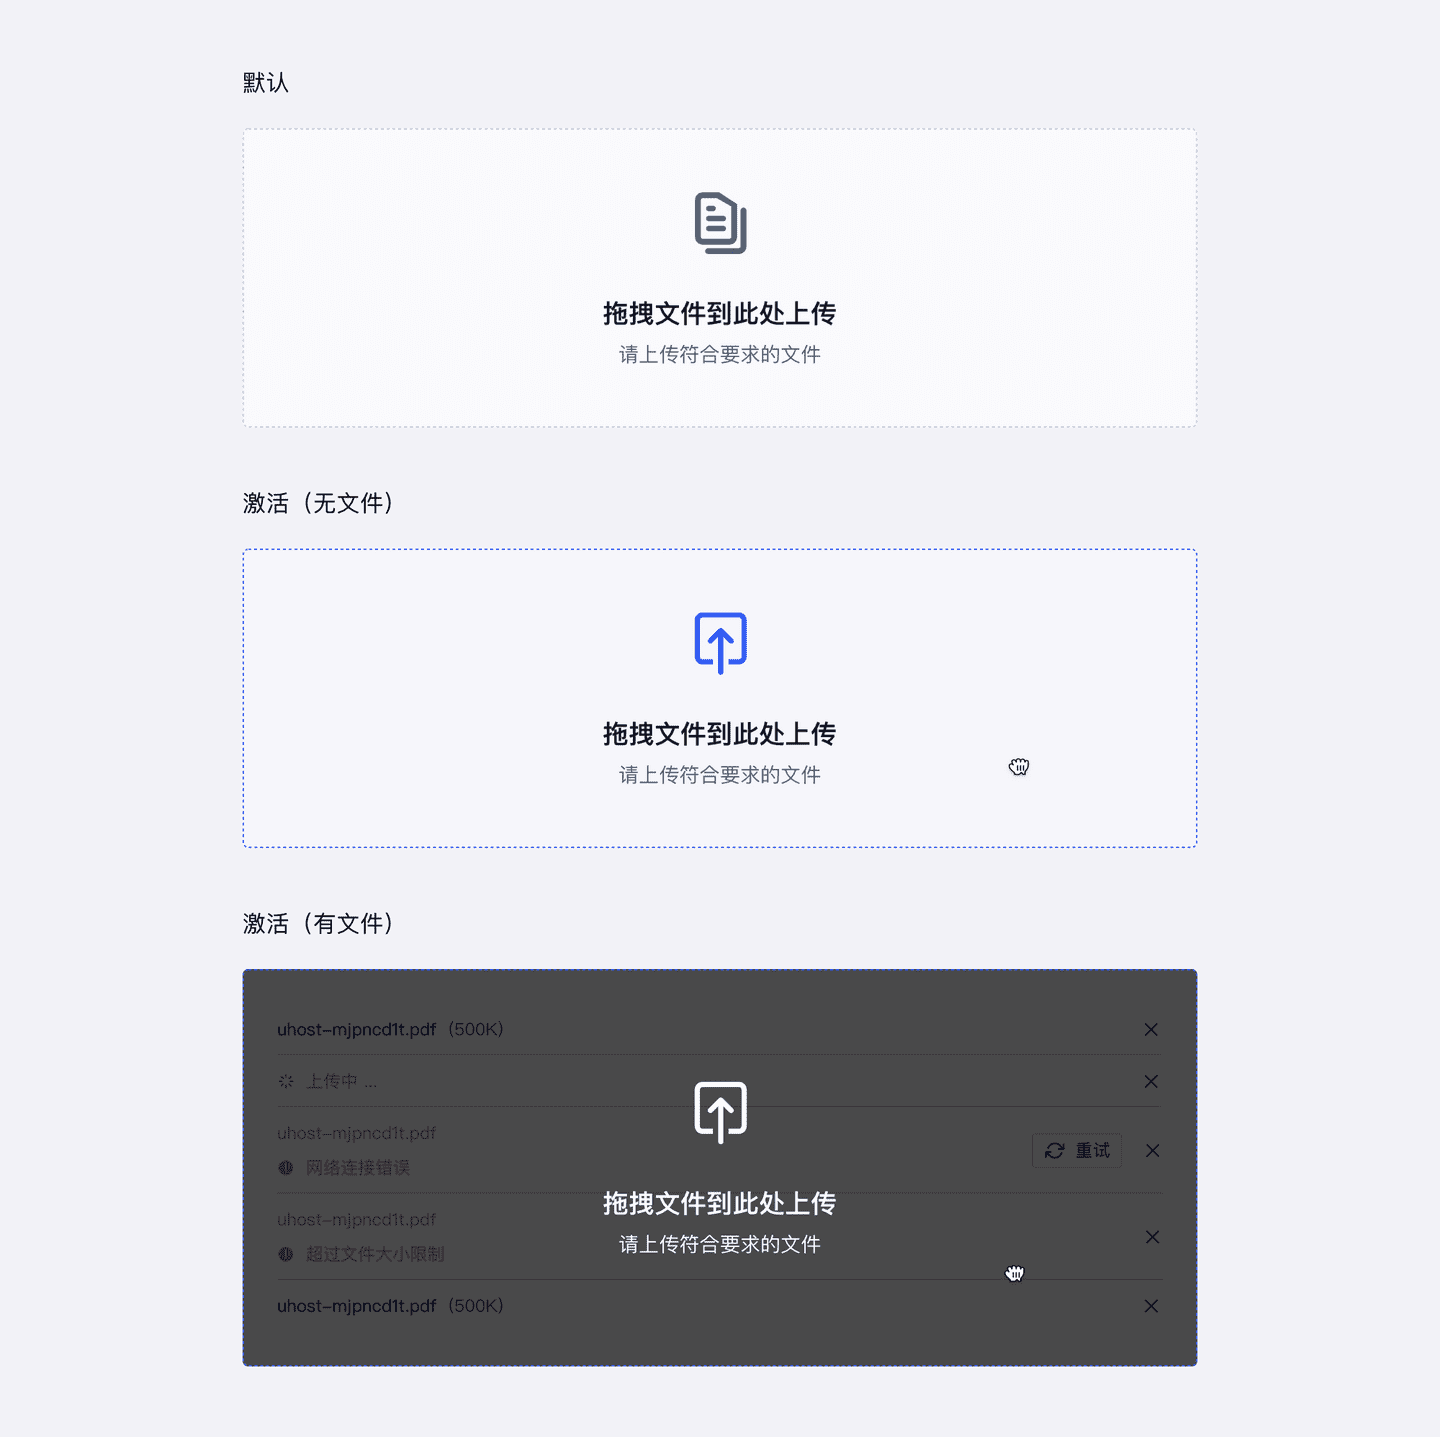 默认
拖拽文件到此处上传
请上传符合要求的文件
激活（无文件）
拖拽文件到此处上传
请上传符合要求的文件
激活（有文件）
uhost-mjpncd1t.pdf（500K）
上传中 ...
uhost-mjpncd1t.pdf
网络连接错误
重试
拖拽文件到此处上传
uhost-mjpncd1t.pdf
请上传符合要求的文件
超过文件大小限制
uhost-mjpncd1t.pdf（500K）